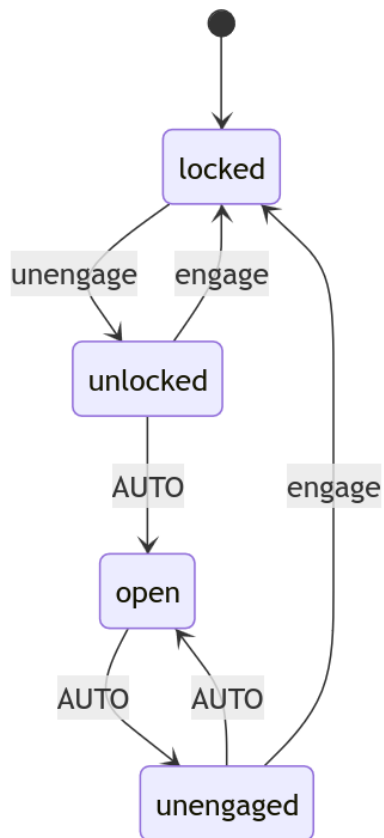 locked
unengage
engage
unlocked
AUTO
engage
open
AUTO
AUTO
unengaged